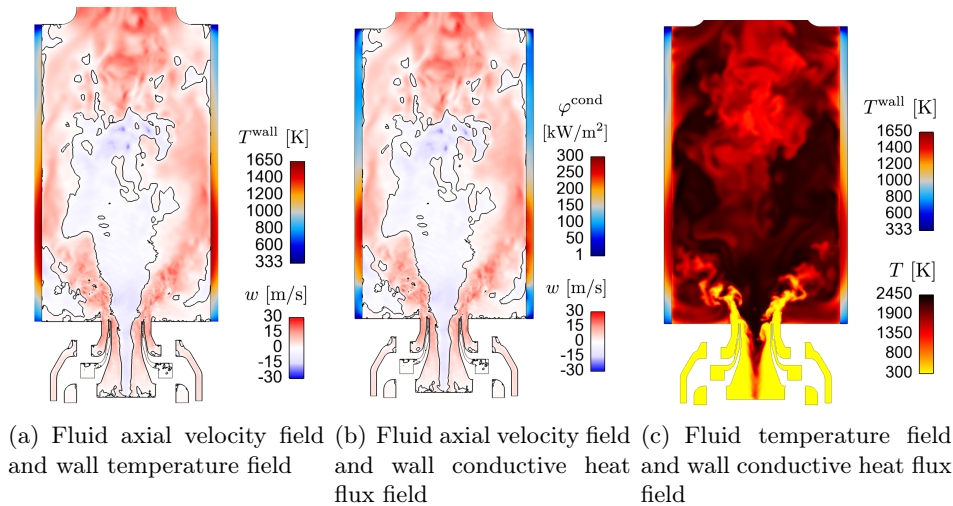 T^wall [K]
1650
1400
1200
1000
800
600
333
w [m/s]
30
15
0
-15
-30
φ^cond
[kW/m²]
300
250
200
150
100
50
1
w [m/s]
30
15
0
-15
-30
T^wall [K]
1650
1400
1200
1000
800
600
333
T [K]
2450
1900
1350
800
300
(a) Fluid axial velocity field
and wall temperature field
(b) Fluid axial velocity field
and wall conductive heat
flux field
(c) Fluid temperature field
and wall conductive heat flux
field